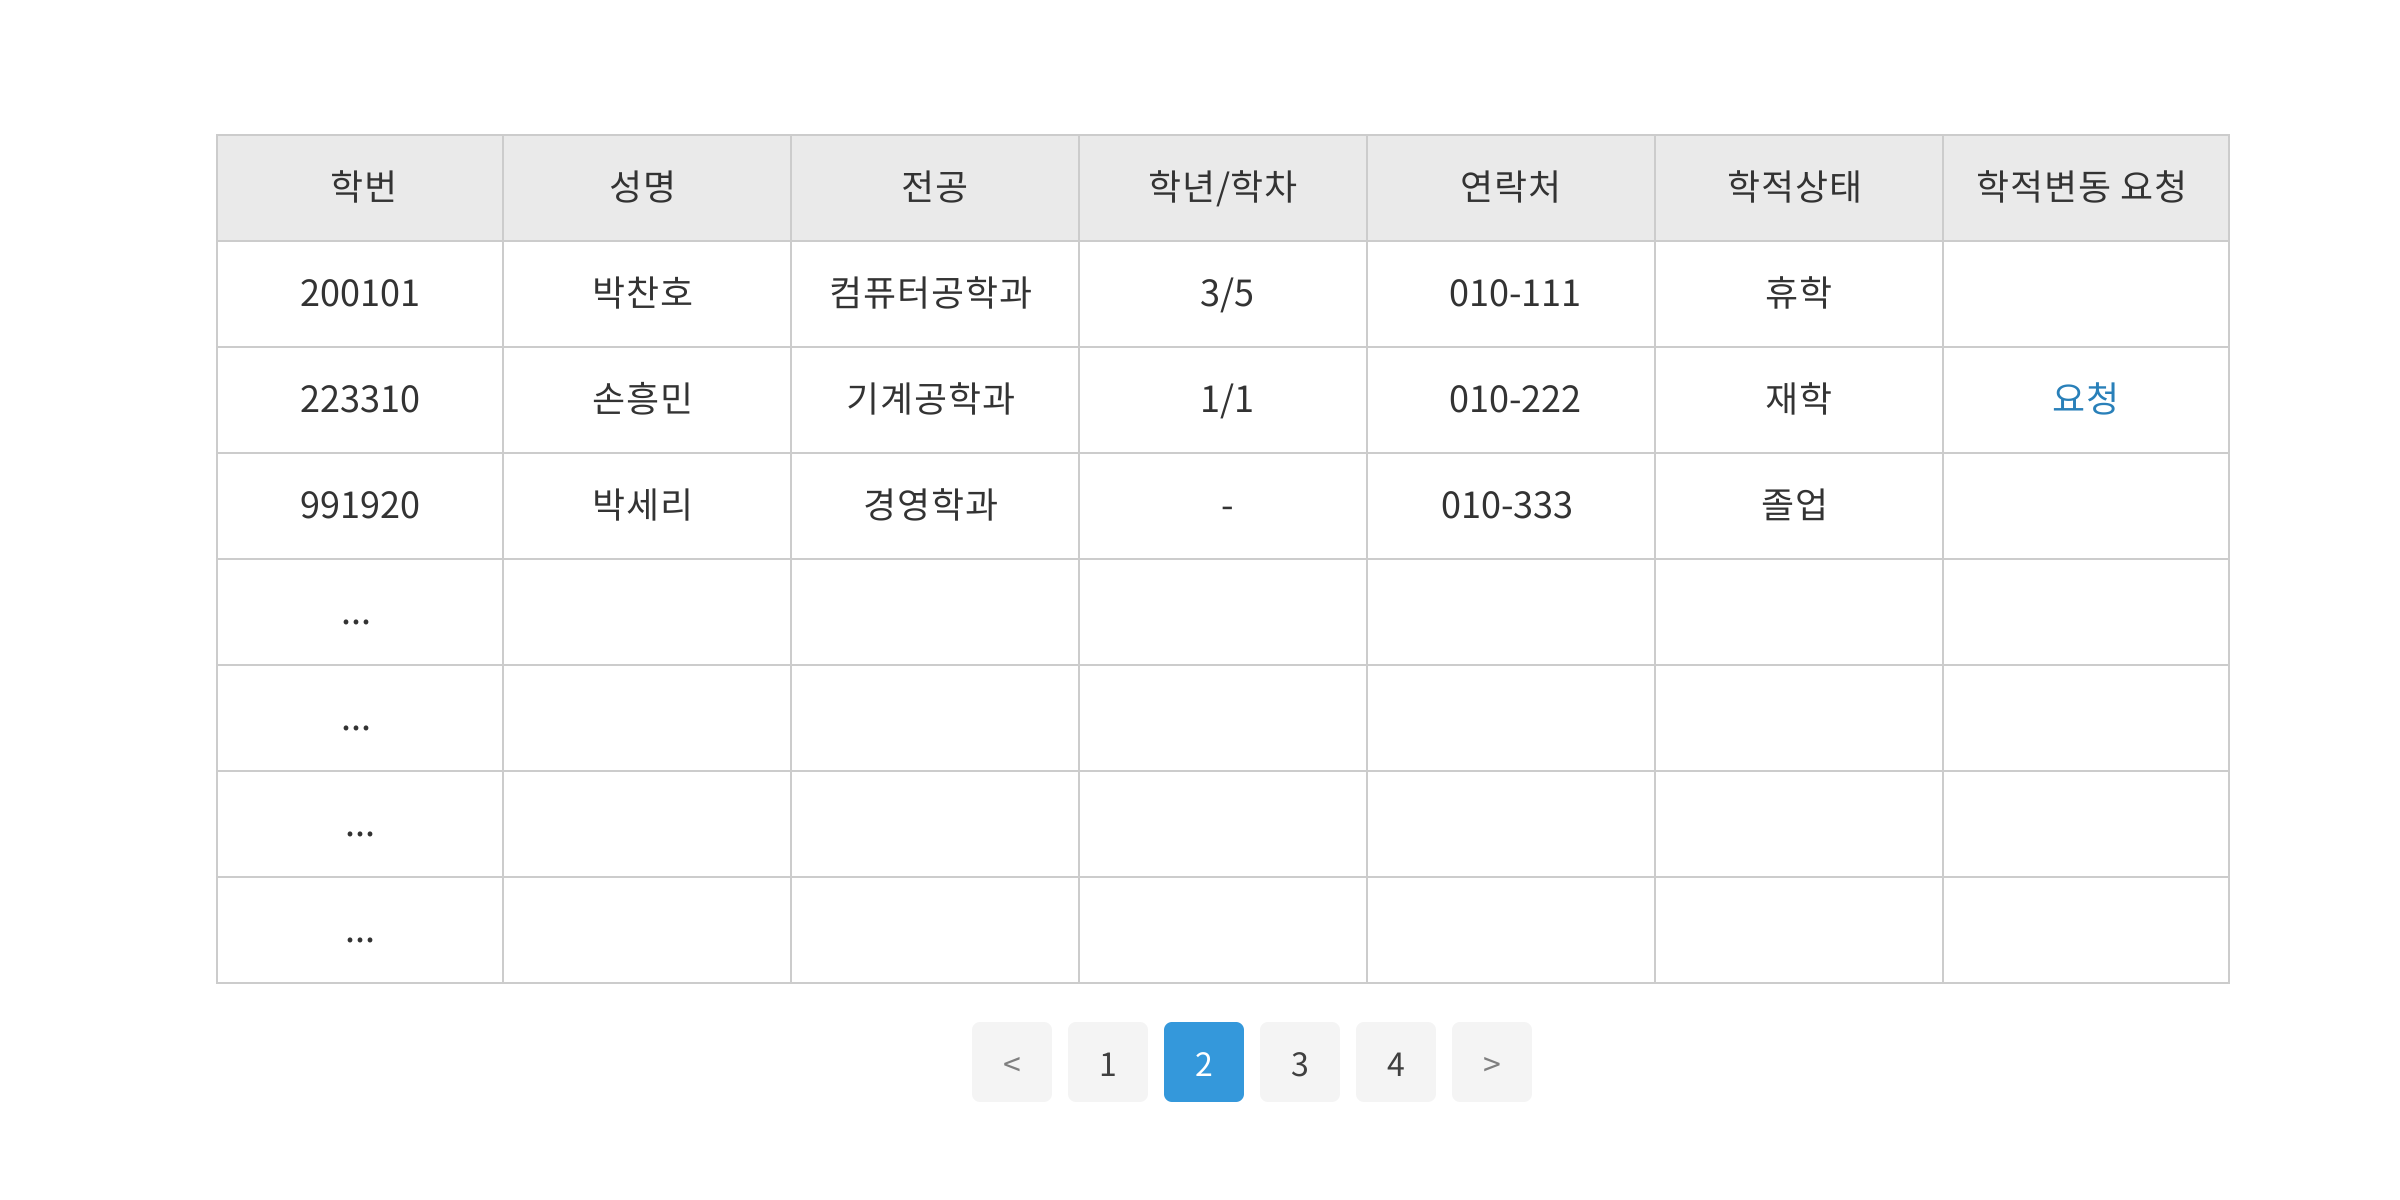 학번 성명 전공 학년/학차 연락처 학적상태 학적변동 요청
200101 박찬호 컴퓨터공학과 3/5 010-111 휴학
223310 손흥민 기계공학과 1/1 010-222 재학 요청
991920 박세리 경영학과 - 010-333 졸업
...
...
...
...
< 1 2 3 4 >